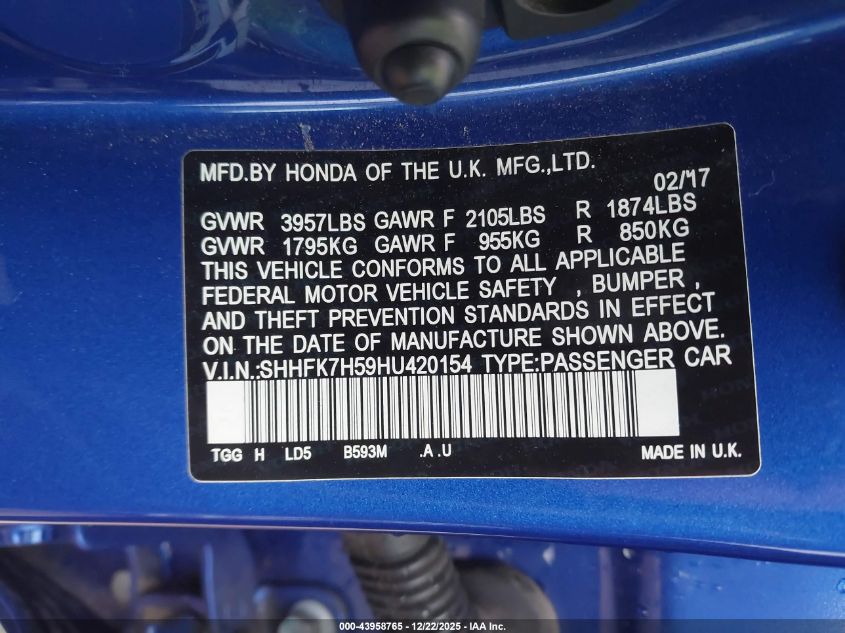 MFD.BY HONDA OF THE U.K. MFG.,LTD.
02/17
GVWR 3957LBS GAWR F 2105LBS R 1874LBS
GVWR 1795KG GAWR F 955KG R 850KG
THIS VEHICLE CONFORMS TO ALL APPLICABLE
FEDERAL MOTOR VEHICLE SAFETY , BUMPER ,
AND THEFT PREVENTION STANDARDS IN EFFECT
ON THE DATE OF MANUFACTURE SHOWN ABOVE.
V.I.N.:SHHFK7H59HU420154 TYPE:PASSENGER CAR
TGG H LD5 B593M .A .U MADE IN U.K.
000-43958765 - 12/22/2025 - IAA Inc.